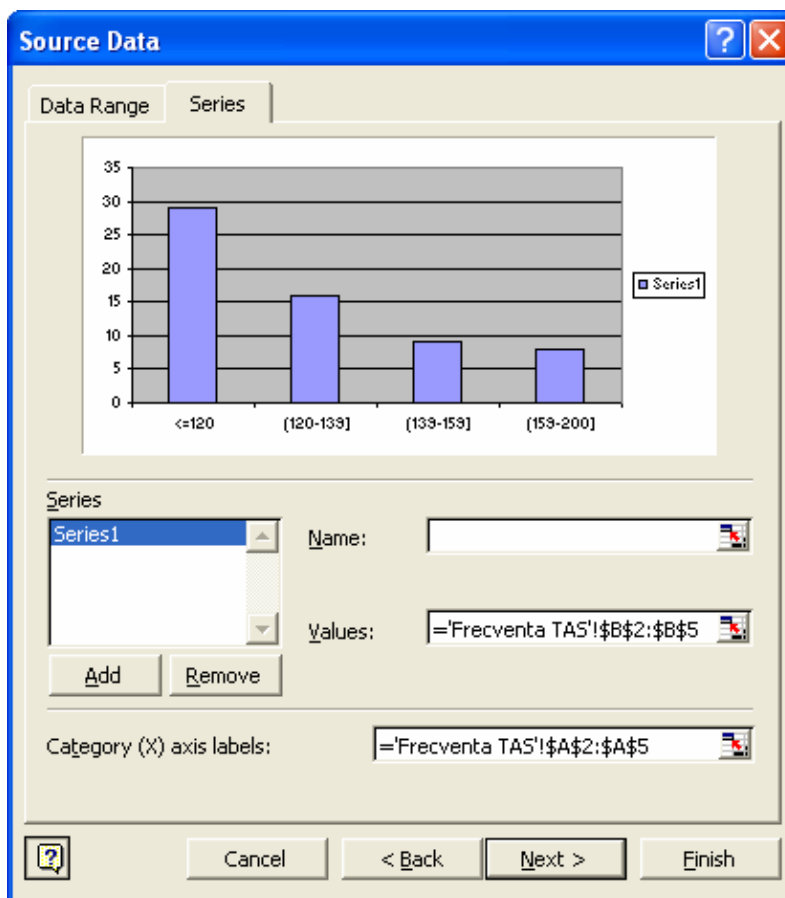 Source Data
Data Range Series
35
30
25
20
15
10
5
0
<=120 (120-139] (139-159] (159-200]
Series1
Series
Series1
Name:
Values: ='Frecventa TAS'!$B$2:$B$5
Add Remove
Category (X) axis labels: ='Frecventa TAS'!$A$2:$A$5
Cancel < Back Next > Finish